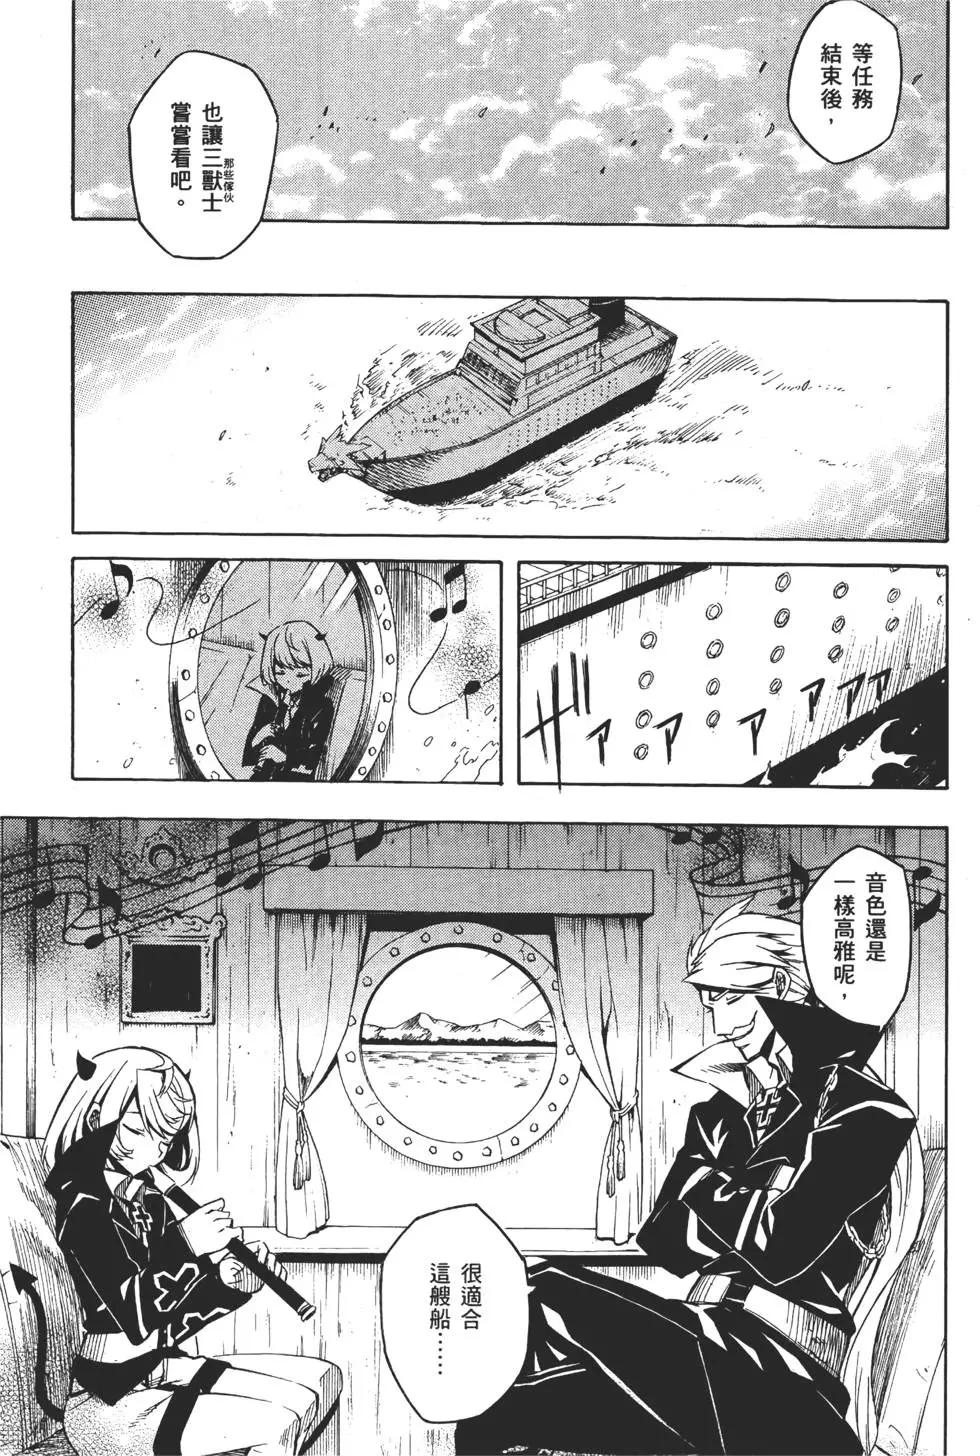 等任務
結束後，
也讓三獸士
那些傢伙
嘗嘗看吧。
ザァァァァァァ
音色還是
一樣高雅呢，
很適合
這艘船……